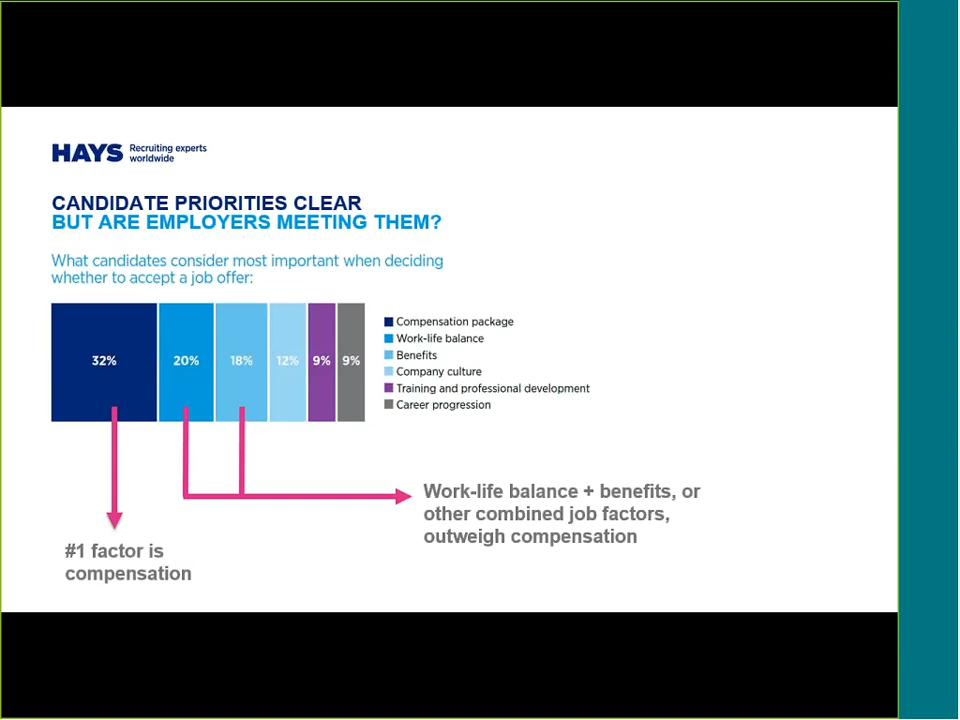 HAYS Recruiting experts
worldwide
CANDIDATE PRIORITIES CLEAR
BUT ARE EMPLOYERS MEETING THEM?
What candidates consider most important when deciding
whether to accept a job offer:
32% 20% 18% 12% 9% 9%
Compensation package
Work-life balance
Benefits
Company culture
Training and professional development
Career progression
Work-life balance + benefits, or
other combined job factors,
outweigh compensation
#1 factor is
compensation